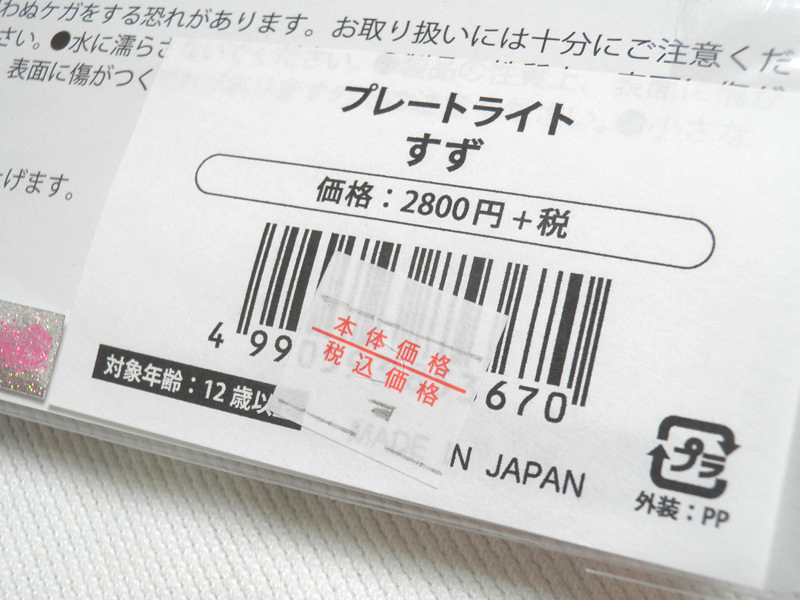 わぬケガをする恐れがあります。お取り扱いには十分にご注意くだ
さい。●水に濡らさ
表面に傷がつく
げます。
プレートライト
すず
価格：2800円+税
本体価格
税込価格
4 99
670
対象年齢：12歳以
MADE N JAPAN
プラ
外装：PP